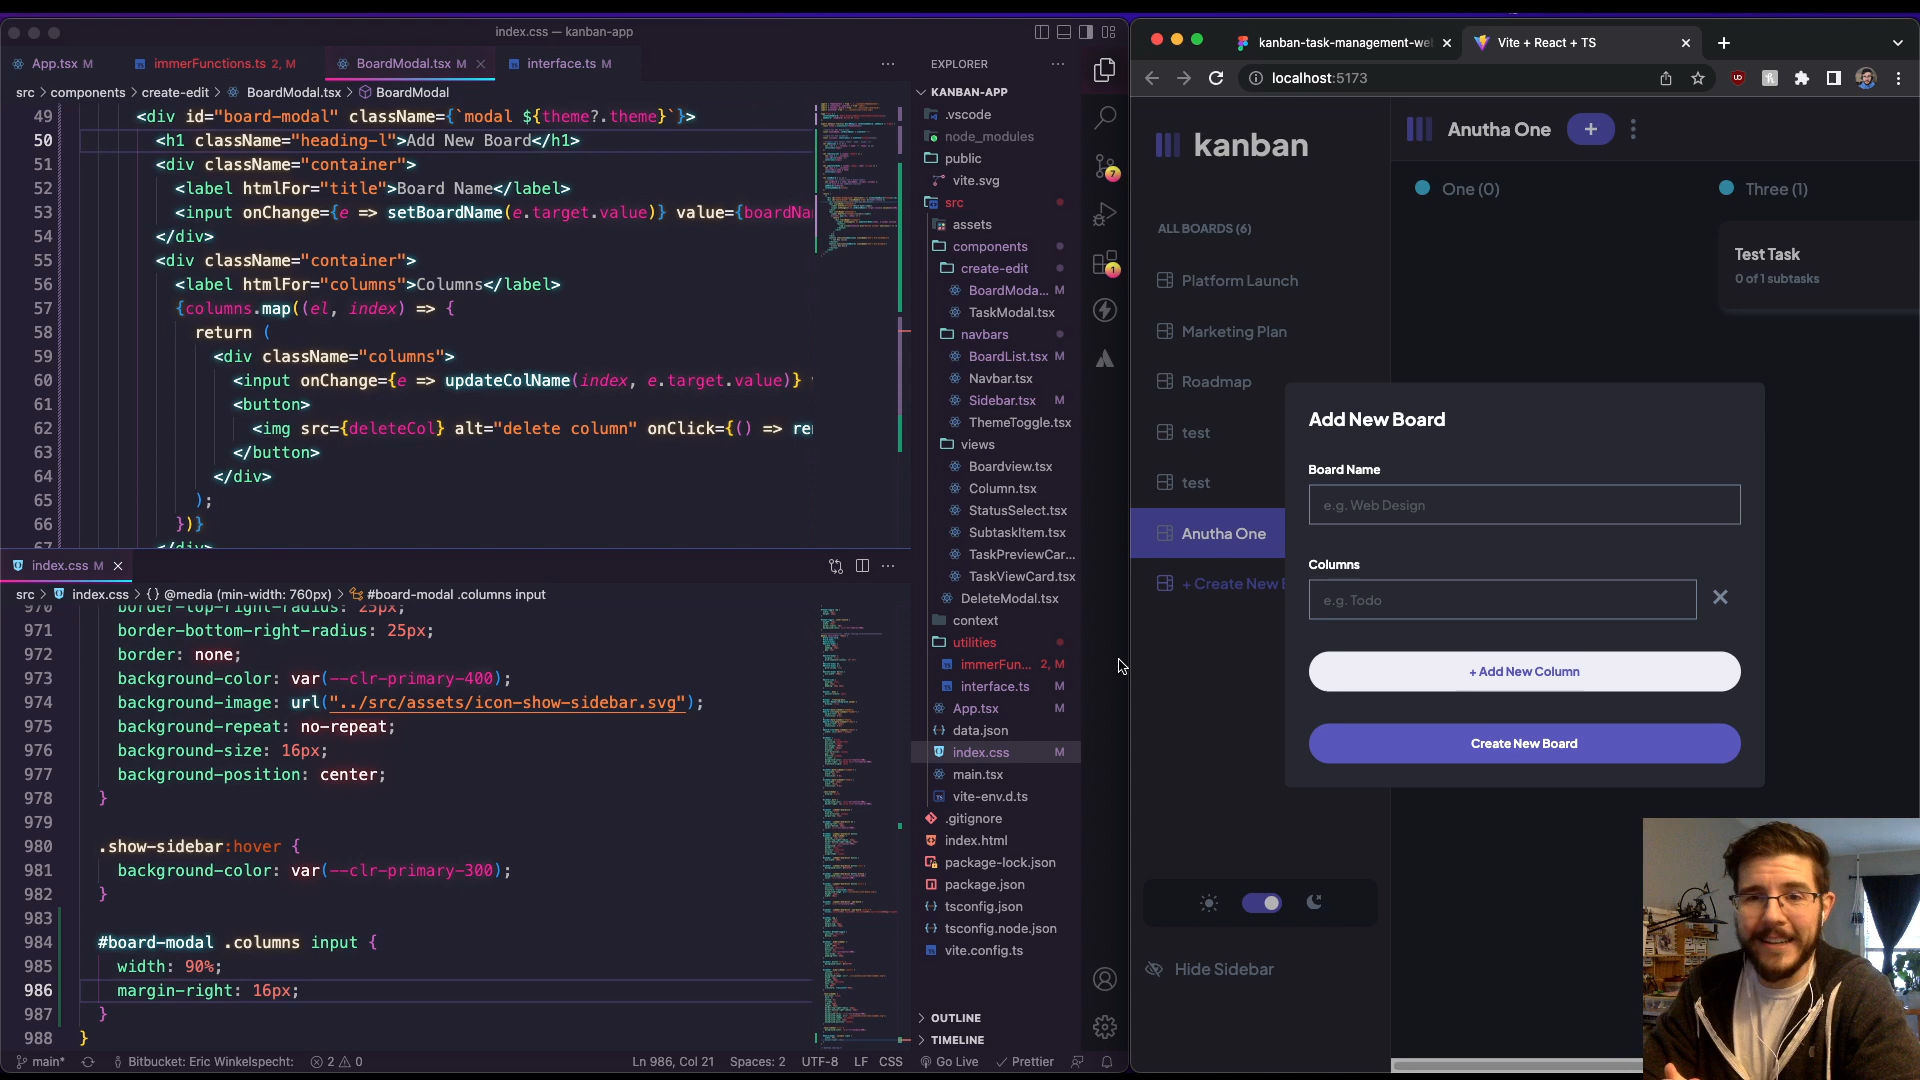 index.css — kanban-app
App.tsx M
immerFunctions.ts 2, M
BoardModal.tsx M
interface.ts M
src > components > create-edit > BoardModal.tsx > BoardModal
49 <div id="board-modal" className={`modal ${theme?.theme}`}>
50 <h1 className="heading-l">Add New Board</h1>
51 <div className="container">
52 <label htmlFor="title">Board Name</label>
53 <input onChange={e => setBoardName(e.target.value)} value={boardNa
54 </div>
55 <div className="container">
56 <label htmlFor="columns">Columns</label>
57 {columns.map((el, index) => {
58 return (
59 <div className="columns">
60 <input onChange={e => updateColName(index, e.target.value)}
61 <button>
62 <img src={deleteCol} alt="delete column" onClick={() => re
63 </button>
64 </div>
65 );
66 })}
67 </div>
index.css M
src > index.css > {} @media (min-width: 760px) > #board-modal .columns input
970 border-top-right-radius: 25px;
971 border-bottom-right-radius: 25px;
972 border: none;
973 background-color: var(--clr-primary-400);
974 background-image: url("../src/assets/icon-show-sidebar.svg");
975 background-repeat: no-repeat;
976 background-size: 16px;
977 background-position: center;
978 }
979
980 .show-sidebar:hover {
981 background-color: var(--clr-primary-300);
982 }
983
984 #board-modal .columns input {
985 width: 90%;
986 margin-right: 16px;
987 }
988 }
main* Bitbucket: Eric Winkelspecht: 2 0 Ln 986, Col 21 Spaces: 2 UTF-8 LF CSS Go Live Prettier
EXPLORER
KANBAN-APP
.vscode
node_modules
public
vite.svg
src
assets
components
create-edit
BoardModa... M
TaskModal.tsx
navbars
BoardList.tsx M
Navbar.tsx
Sidebar.tsx M
ThemeToggle.tsx
views
Boardview.tsx
Column.tsx
StatusSelect.tsx
SubtaskItem.tsx
TaskPreviewCar...
TaskViewCard.tsx
DeleteModal.tsx
context
utilities
immerFun... 2, M
interface.ts M
App.tsx M
data.json
index.css M
main.tsx
vite-env.d.ts
.gitignore
index.html
package-lock.json
package.json
tsconfig.json
tsconfig.node.json
vite.config.ts
OUTLINE
TIMELINE
7
1
kanban-task-management-we
Vite + React + TS
localhost:5173
kanban
Anutha One
+
ALL BOARDS (6)
Platform Launch
Marketing Plan
Roadmap
test
test
Anutha One
+ Create New B
Hide Sidebar
One (0)
Three (1)
Test Task
0 of 1 subtasks
Add New Board
Board Name
e.g. Web Design
Columns
e.g. Todo
+ Add New Column
Create New Board